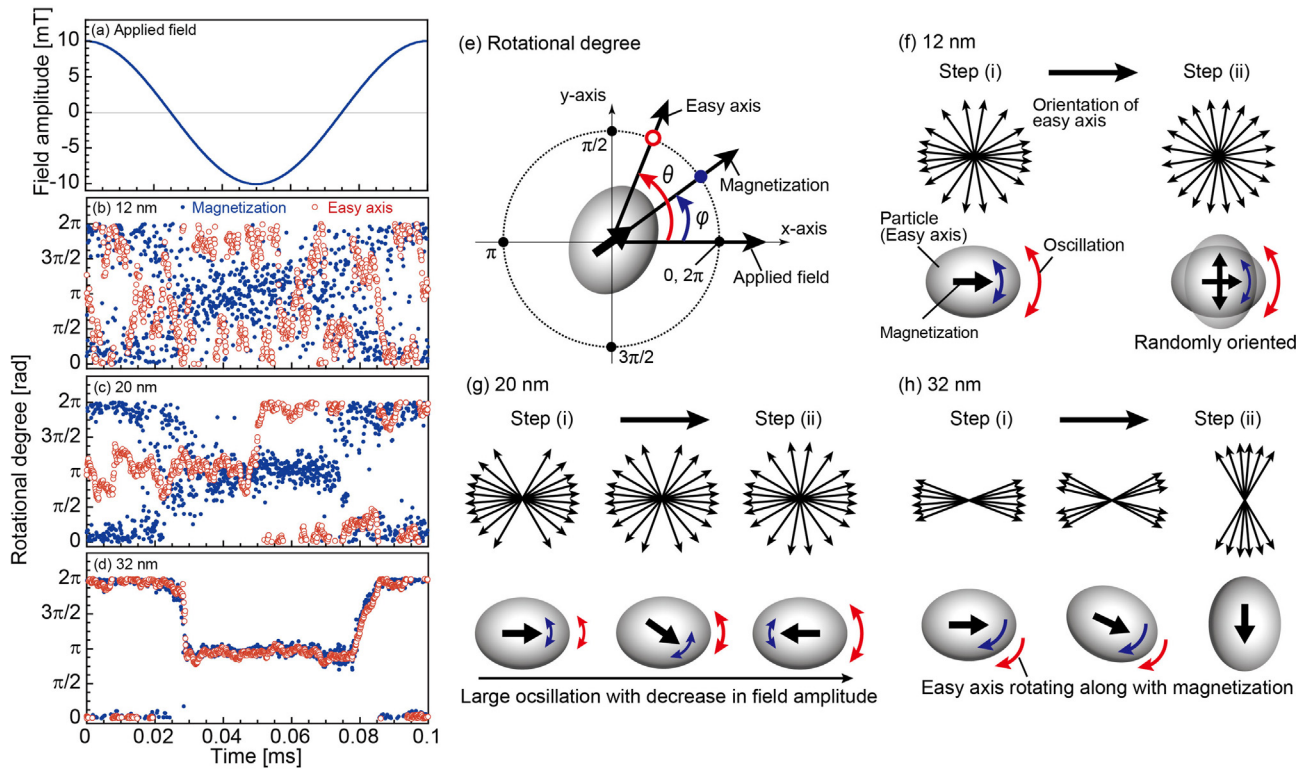 (a) Applied field
Field amplitude [mT]
10
5
0
-5
-10
(b) 12 nm
Magnetization
Easy axis
2π
3π/2
π
π/2
0
(c) 20 nm
2π
3π/2
π
π/2
0
(d) 32 nm
2π
3π/2
π
π/2
0
Rotational degree [rad]
0 0.02 0.04 0.06 0.08 0.1
Time [ms]
(e) Rotational degree
y-axis
Easy axis
π/2
θ
Magnetization
φ
x-axis
π
0, 2π
Applied field
3π/2
(f) 12 nm
Step (i)
Step (ii)
Orientation of
easy axis
Particle
(Easy axis)
Oscillation
Magnetization
Randomly oriented
(g) 20 nm
Step (i)
Step (ii)
Large ocsillation with decrease in field amplitude
(h) 32 nm
Step (i)
Step (ii)
Easy axis rotating along with magnetization